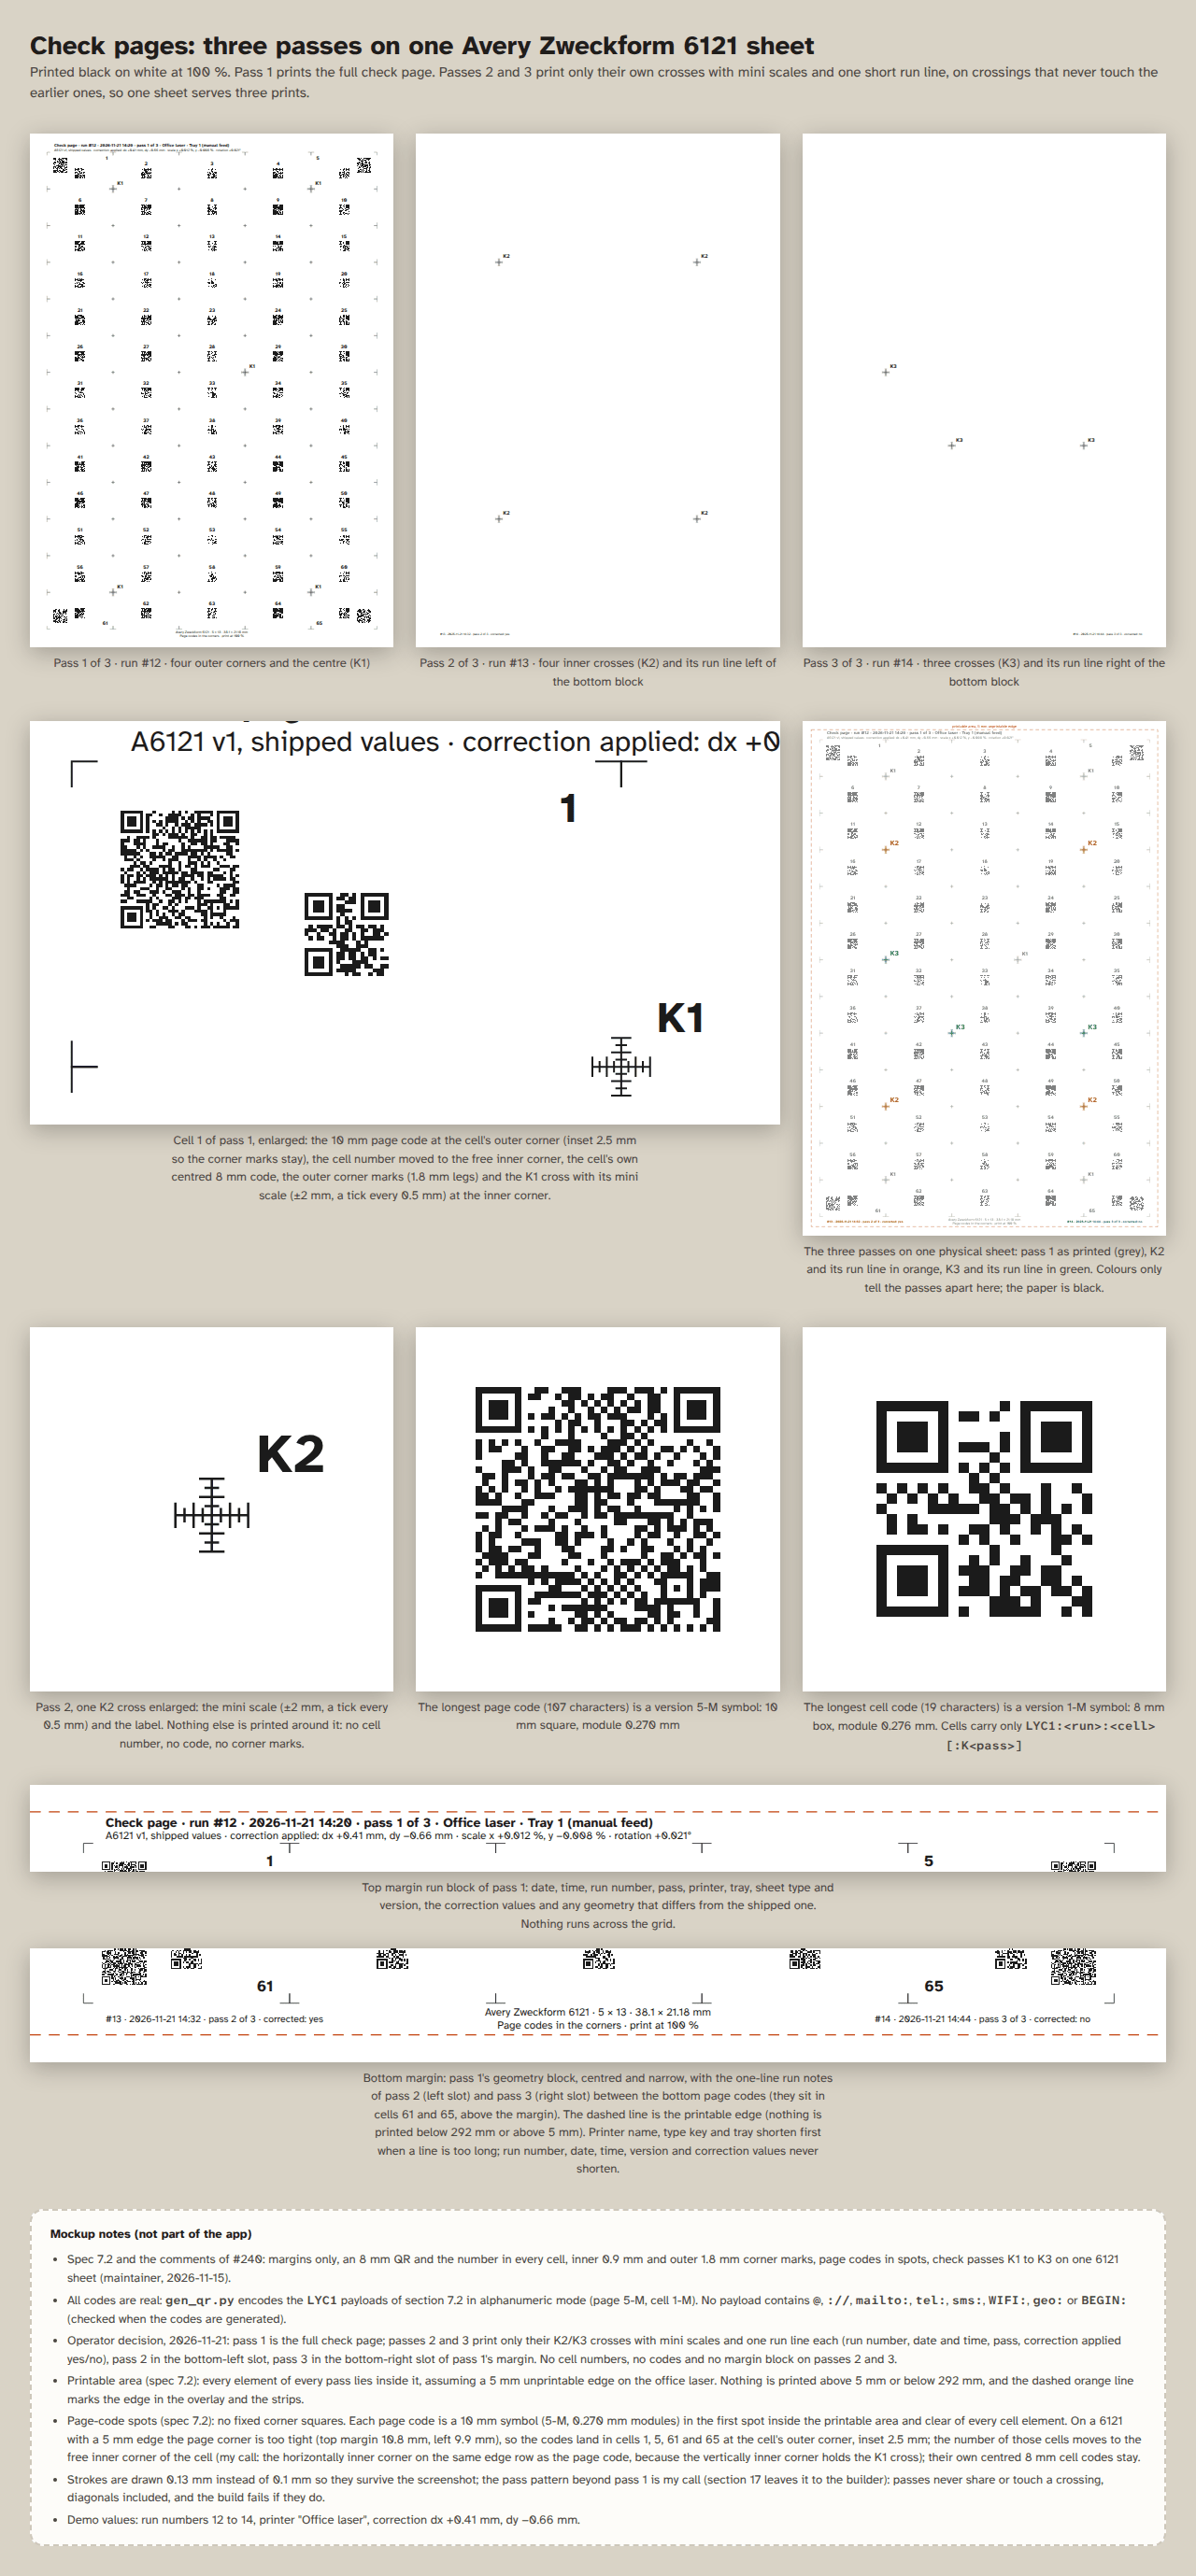 Check pages: three passes on one Avery Zweckform 6121 sheet
Printed black on white at 100 %. Pass 1 prints the full check page. Passes 2 and 3 print only their own crosses with mini scales and one short run line, on crossings that never touch the
earlier ones, so one sheet serves three prints.
Pass 1 of 3 · run #12 · four outer corners and the centre (K1)
Pass 2 of 3 · run #13 · four inner crosses (K2) and its run line left of
the bottom block
Pass 3 of 3 · run #14 · three crosses (K3) and its run line right of the
bottom block
A6121 v1, shipped values · correction applied: dx +0
1
K1
Cell 1 of pass 1, enlarged: the 10 mm page code at the cell's outer corner (inset 2.5 mm
so the corner marks stay), the cell number moved to the free inner corner, the cell's own
centred 8 mm code, the outer corner marks (1.8 mm legs) and the K1 cross with its mini
scale (±2 mm, a tick every 0.5 mm) at the inner corner.
The three passes on one physical sheet: pass 1 as printed (grey), K2
and its run line in orange, K3 and its run line in green. Colours only
tell the passes apart here; the paper is black.
K2
Pass 2, one K2 cross enlarged: the mini scale (±2 mm, a tick every
0.5 mm) and the label. Nothing else is printed around it: no cell
number, no code, no corner marks.
The longest page code (107 characters) is a version 5-M symbol: 10
mm square, module 0.270 mm
The longest cell code (19 characters) is a version 1-M symbol: 8 mm
box, module 0.276 mm. Cells carry only LYC1:<run>:<cell>
[:K<pass>]
Check page · run #12 · 2026-11-21 14:20 · pass 1 of 3 · Office laser · Tray 1 (manual feed)
A6121 v1, shipped values · correction applied: dx +0.41 mm, dy −0.66 mm · scale x +0.012 %, y −0.008 % · rotation +0.021°
1
5
Top margin run block of pass 1: date, time, run number, pass, printer, tray, sheet type and
version, the correction values and any geometry that differs from the shipped one.
Nothing runs across the grid.
61
65
#13 · 2026-11-21 14:32 · pass 2 of 3 · corrected: yes
Avery Zweckform 6121 · 5 × 13 · 38.1 × 21.18 mm
Page codes in the corners · print at 100 %
#14 · 2026-11-21 14:44 · pass 3 of 3 · corrected: no
Bottom margin: pass 1's geometry block, centred and narrow, with the one-line run notes
of pass 2 (left slot) and pass 3 (right slot) between the bottom page codes (they sit in
cells 61 and 65, above the margin). The dashed line is the printable edge (nothing is
printed below 292 mm or above 5 mm). Printer name, type key and tray shorten first
when a line is too long; run number, date, time, version and correction values never
shorten.
Mockup notes (not part of the app)
• Spec 7.2 and the comments of #240: margins only, an 8 mm QR and the number in every cell, inner 0.9 mm and outer 1.8 mm corner marks, page codes in spots, check passes K1 to K3 on one 6121
sheet (maintainer, 2026-11-15).
• All codes are real: gen_qr.py encodes the LYC1 payloads of section 7.2 in alphanumeric mode (page 5-M, cell 1-M). No payload contains @, ://, mailto:, tel:, sms:, WIFI:, geo: or BEGIN:
(checked when the codes are generated).
• Operator decision, 2026-11-21: pass 1 is the full check page; passes 2 and 3 print only their K2/K3 crosses with mini scales and one run line each (run number, date and time, pass, correction applied
yes/no), pass 2 in the bottom-left slot, pass 3 in the bottom-right slot of pass 1's margin. No cell numbers, no codes and no margin block on passes 2 and 3.
• Printable area (spec 7.2): every element of every pass lies inside it, assuming a 5 mm unprintable edge on the office laser. Nothing is printed above 5 mm or below 292 mm, and the dashed orange line
marks the edge in the overlay and the strips.
• Page-code spots (spec 7.2): no fixed corner squares. Each page code is a 10 mm symbol (5-M, 0.270 mm modules) in the first spot inside the printable area and clear of every cell element. On a 6121
with a 5 mm edge the page corner is too tight (top margin 10.8 mm, left 9.9 mm), so the codes land in cells 1, 5, 61 and 65 at the cell's outer corner, inset 2.5 mm; the number of those cells moves to the
free inner corner of the cell (my call: the horizontally inner corner on the same edge row as the page code, because the vertically inner corner holds the K1 cross); their own centred 8 mm cell codes stay.
• Strokes are drawn 0.13 mm instead of 0.1 mm so they survive the screenshot; the pass pattern beyond pass 1 is my call (section 17 leaves it to the builder): passes never share or touch a crossing,
diagonals included, and the build fails if they do.
• Demo values: run numbers 12 to 14, printer "Office laser", correction dx +0.41 mm, dy −0.66 mm.